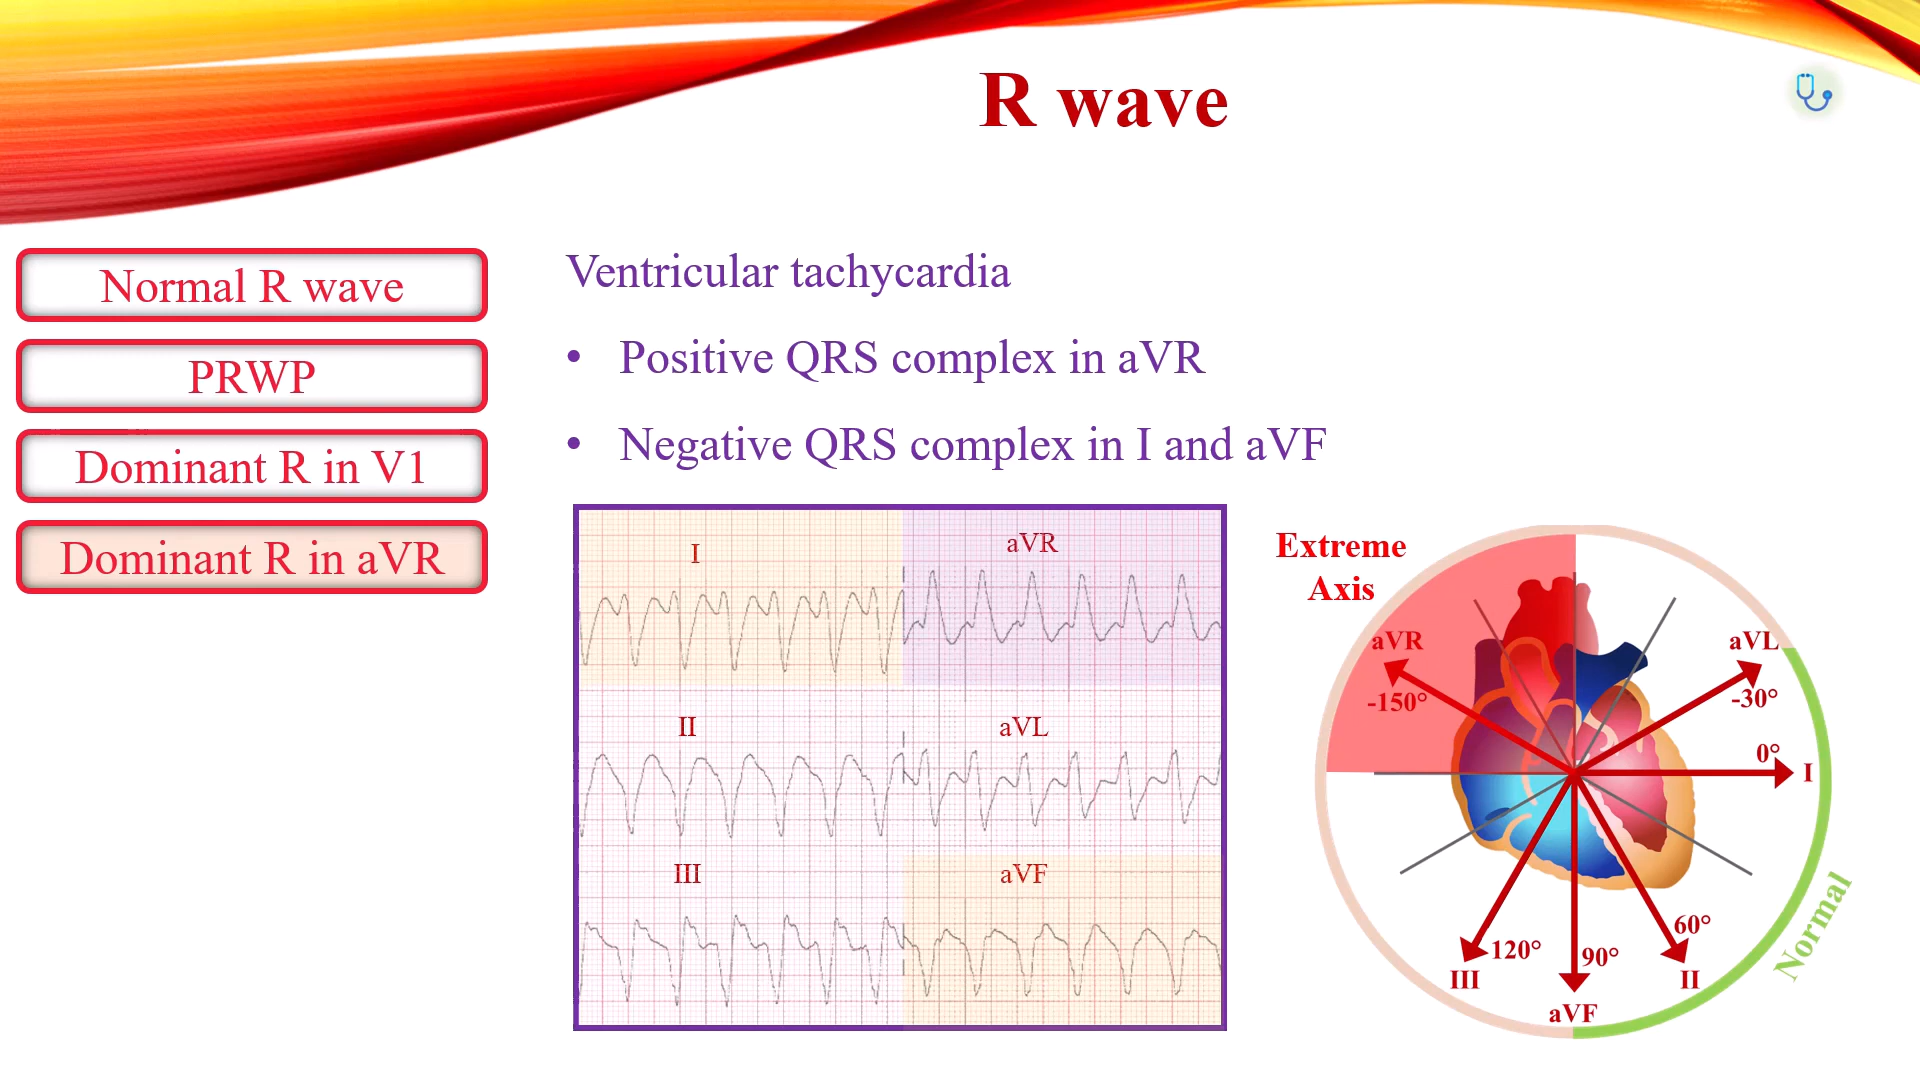 R wave
Normal R wave
PRWP
Dominant R in V1
Dominant R in aVR
Ventricular tachycardia
• Positive QRS complex in aVR
• Negative QRS complex in I and aVF
I
aVR
II
aVL
III
aVF
Extreme
Axis
aVR
-150°
aVL
-30°
0°
I
60°
II
90°
aVF
120°
III
Normal